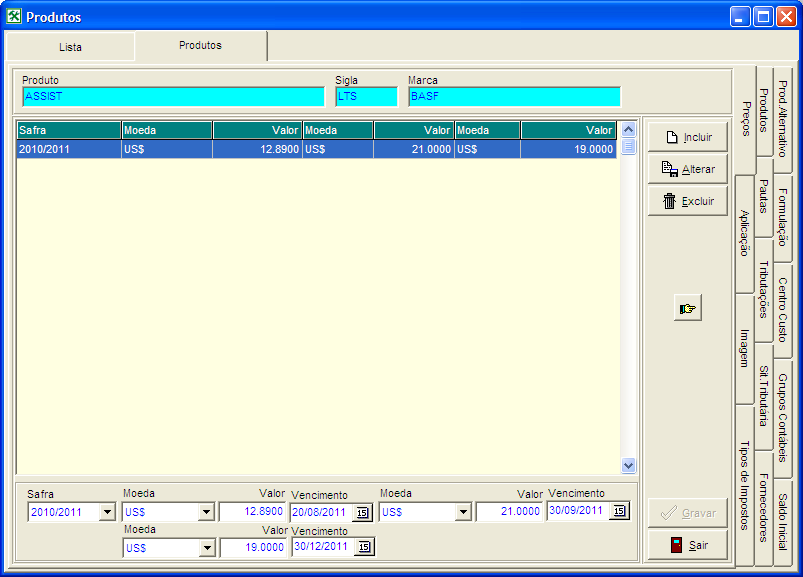 Produtos
Lista Produtos
Produto Sigla Marca
ASSIST LTS BASF
Safra Moeda Valor Moeda Valor Moeda Valor
2010/2011 US$ 12.8900 US$ 21.0000 US$ 19.0000
Incluir
Alterar
Excluir
Gravar
Sair
Safra Moeda Valor Vencimento Moeda Valor Vencimento
2010/2011 US$ 12.8900 20/08/2011 15 US$ 21.0000 30/09/2011 15
Moeda Valor Vencimento
US$ 19.0000 30/12/2011 15
Preços
Aplicação
Imagem
Tipos de Impostos
Produtos
Pautas
Tributações
Sit.Tributária
Fornecedores
Prod.Alternativo
Formulação
Centro Custo
Grupos Contábeis
Saldo Inicial